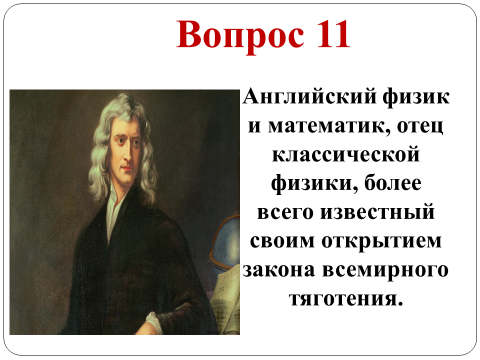 Вопрос 11
Английский физик
и математик, отец
классической
физики, более
всего известный
своим открытием
закона всемирного
тяготения.